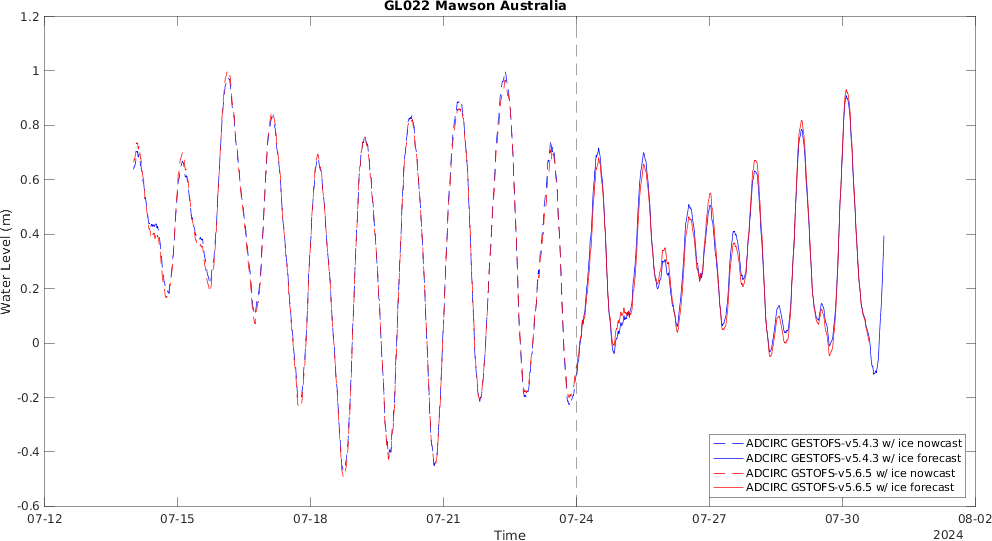 GL022 Mawson Australia
Water Level (m)
1.2
1
0.8
0.6
0.4
0.2
0
-0.2
-0.4
-0.6
ADCIRC GESTOFS-v5.4.3 w/ ice nowcast
ADCIRC GESTOFS-v5.4.3 w/ ice forecast
ADCIRC GSTOFS-v5.6.5 w/ ice nowcast
ADCIRC GSTOFS-v5.6.5 w/ ice forecast
07-12 07-15 07-18 07-21 07-24 07-27 07-30 08-02
Time
2024